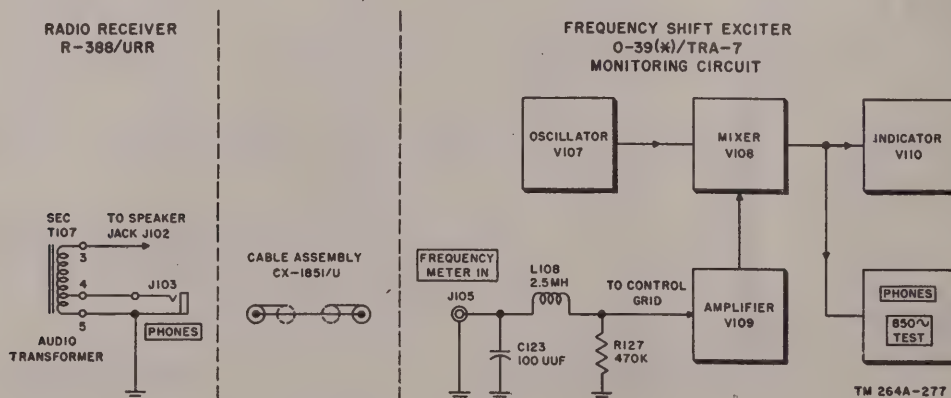 RADIO RECEIVER
R-388/URR
FREQUENCY SHIFT EXCITER
O-39(*)/TRA-7
MONITORING CIRCUIT
OSCILLATOR
V107
MIXER
V108
INDICATOR
V110
SEC
T107
TO SPEAKER
JACK J102
3
4
J103
5
PHONES
AUDIO
TRANSFORMER
CABLE ASSEMBLY
CX-1851/U
FREQUENCY
METER IN
J105
L108
2.5MH
C123
100 UUF
R127
470K
TO CONTROL
GRID
AMPLIFIER
V109
PHONES
850~
TEST
TM 264A-277